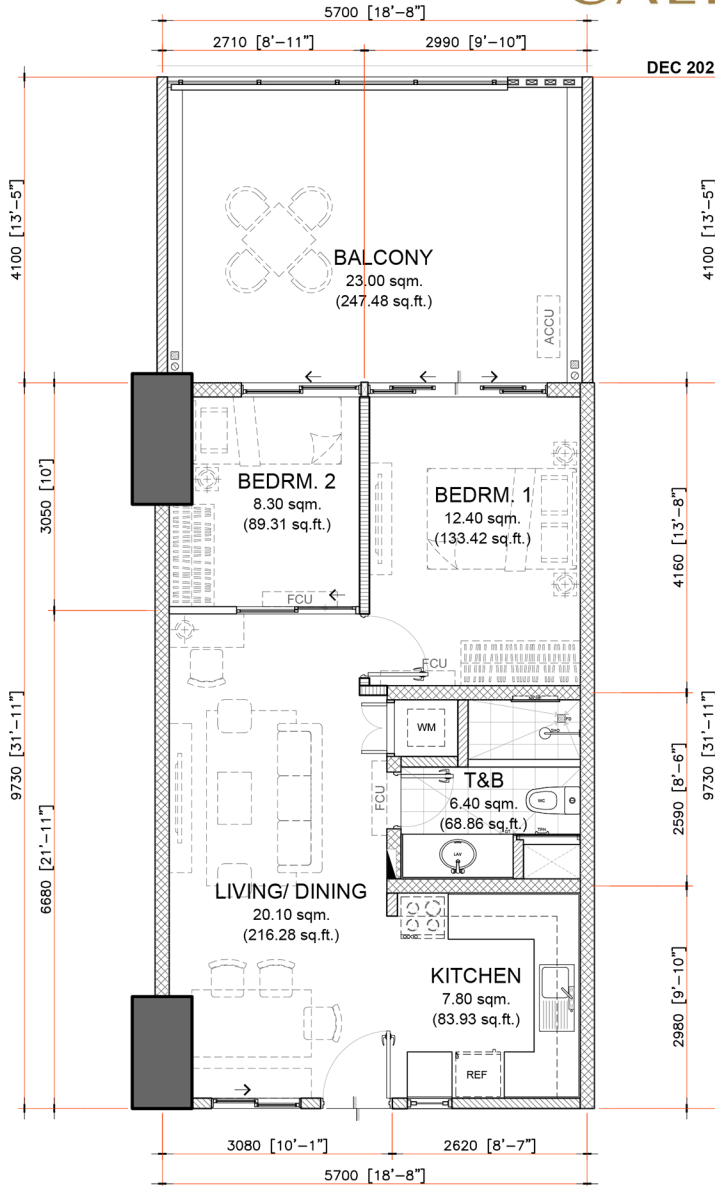 5700 [18'-8"]
2710 [8'-11"]
2990 [9'-10"]
DEC 202
4100 [13'-5"]
4100 [13'-5"]
BALCONY
23.00 sqm.
(247.48 sq.ft.)
ACCU
3050 [10']
BEDRM. 2
8.30 sqm.
(89.31 sq.ft.)
FCU
BEDRM. 1
12.40 sqm.
(133.42 sq.ft.)
FCU
4160 [13'-8"]
9730 [31'-11"]
9730 [31'-11"]
WM
FCU
T&B
6.40 sqm.
(68.86 sq.ft.)
WC
LAV
2590 [8'-6"]
6680 [21'-11"]
LIVING/ DINING
20.10 sqm.
(216.28 sq.ft.)
KITCHEN
7.80 sqm.
(83.93 sq.ft.)
REF
2980 [9'-10"]
3080 [10'-1"]
2620 [8'-7"]
5700 [18'-8"]